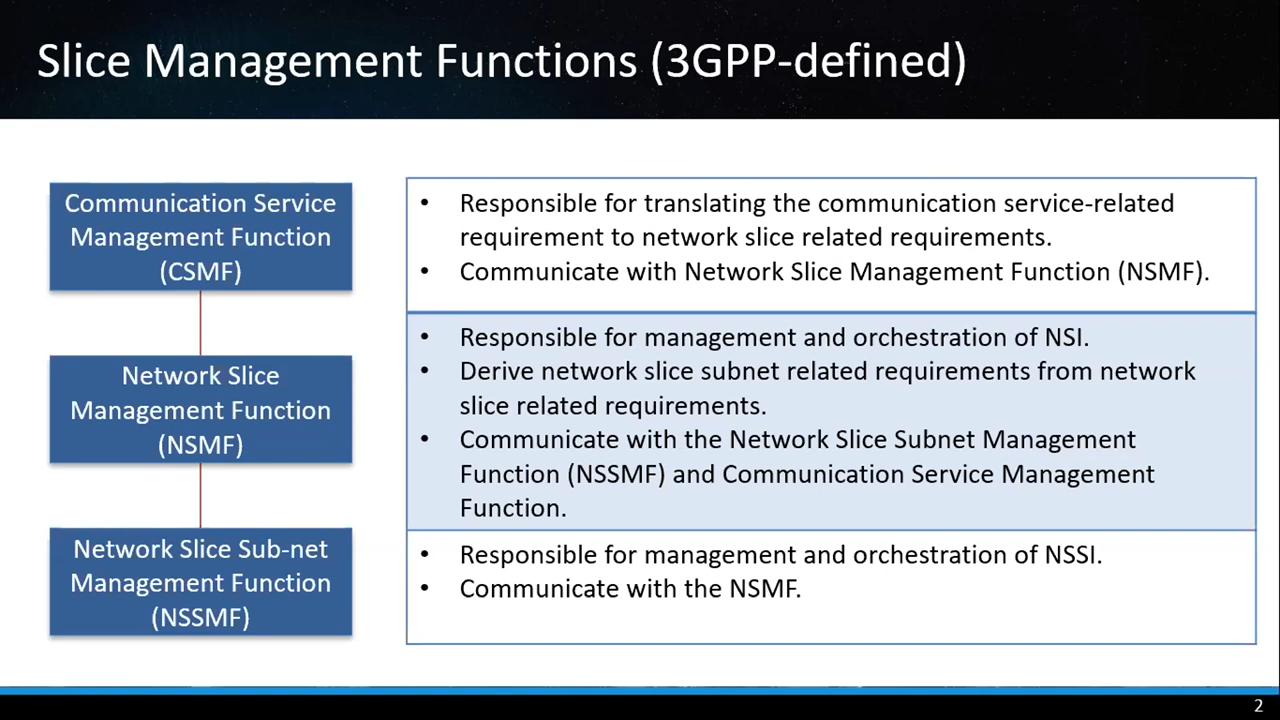 Slice Management Functions (3GPP-defined)
Communication Service
Management Function
(CSMF)
• Responsible for translating the communication service-related
requirement to network slice related requirements.
• Communicate with Network Slice Management Function (NSMF).
Network Slice
Management Function
(NSMF)
• Responsible for management and orchestration of NSI.
• Derive network slice subnet related requirements from network
slice related requirements.
• Communicate with the Network Slice Subnet Management
Function (NSSMF) and Communication Service Management
Function.
Network Slice Sub-net
Management Function
(NSSMF)
• Responsible for management and orchestration of NSSI.
• Communicate with the NSMF.
2